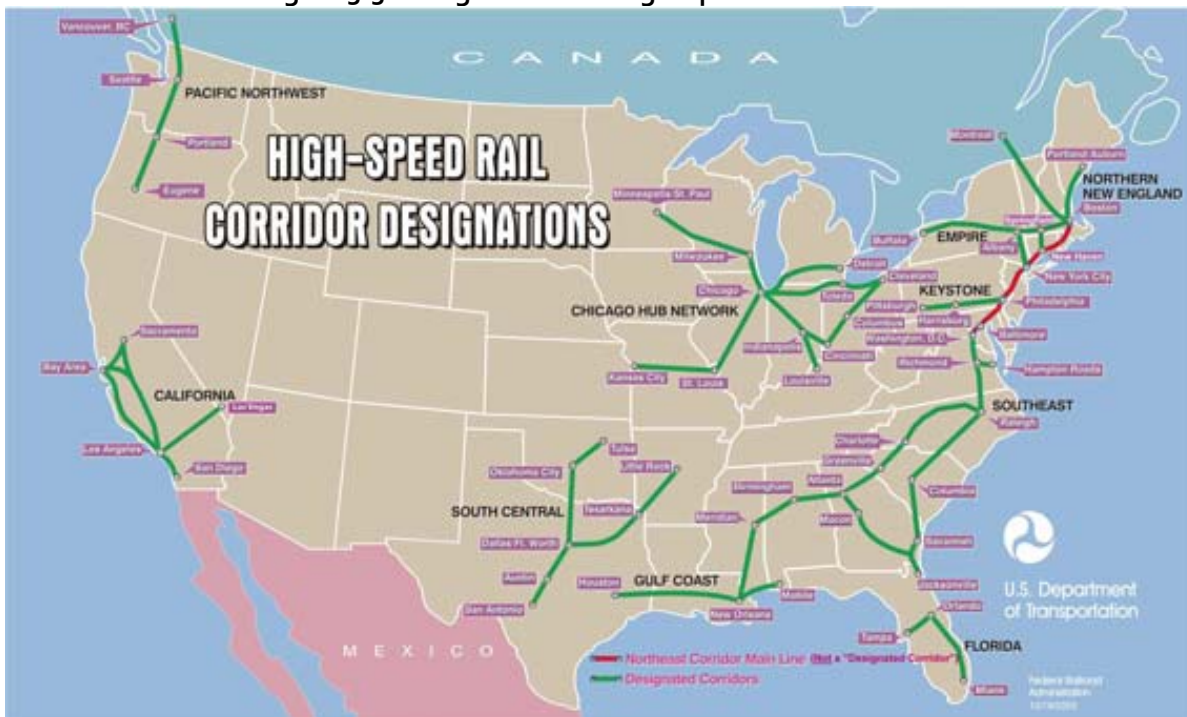 CANADA
Vancouver, BC
Seattle
PACIFIC NORTHWEST
Portland
Eugene
HIGH-SPEED RAIL
CORRIDOR DESIGNATIONS
Minneapolis St. Paul
Milwaukee
Chicago
CHICAGO HUB NETWORK
Detroit
Toledo
Cleveland
Columbus
Indianapolis
Cincinnati
Louisville
Kansas City
St. Louis
Montreal
Portland Auburn
NORTHERN
NEW ENGLAND
Boston
Buffalo
EMPIRE
Albany
New Haven
New York City
KEYSTONE
Pittsburgh
Harrisburg
Philadelphia
Washington, D.C.
Baltimore
Richmond
Hampton Roads
SOUTHEAST
Raleigh
Charlotte
Greenville
Atlanta
Columbia
Birmingham
Macon
Meridian
Savannah
Jacksonville
Sacramento
Bay Area
CALIFORNIA
Las Vegas
Los Angeles
San Diego
Tulsa
Oklahoma City
Little Rock
SOUTH CENTRAL
Texarkana
Dallas Ft. Worth
Austin
San Antonio
Houston
GULF COAST
Mobile
New Orleans
Orlando
Tampa
FLORIDA
Miami
MEXICO
U.S. Department
of Transportation
Northeast Corridor Main Line (Not a "Designated Corridor")
Designated Corridors
Federal Railroad
Administration